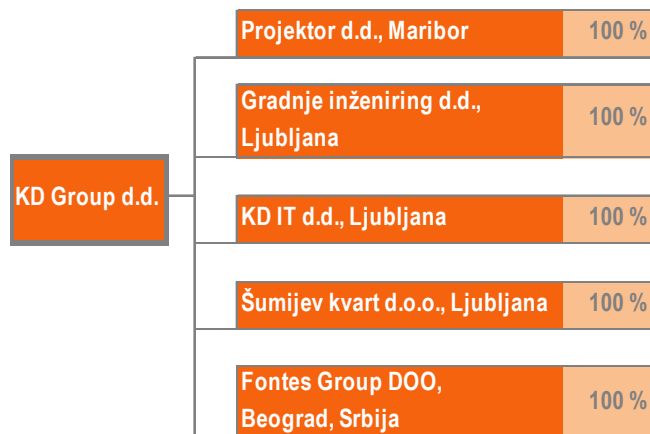 Projektor d.d., Maribor 100 %
Gradnje inženiring d.d.,
Ljubljana 100 %
KD Group d.d.
KD IT d.d., Ljubljana 100 %
Šumijev kvart d.o.o., Ljubljana 100 %
Fontes Group DOO,
Beograd, Srbija 100 %